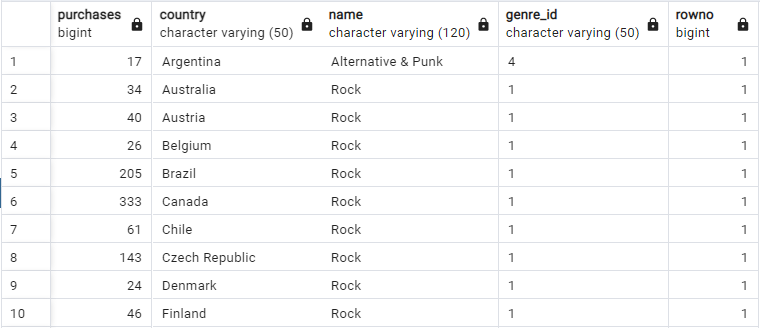 purchases country name genre_id rowno
bigint character varying (50) character varying (120) character varying (50) bigint
1 17 Argentina Alternative & Punk 4 1
2 34 Australia Rock 1 1
3 40 Austria Rock 1 1
4 26 Belgium Rock 1 1
5 205 Brazil Rock 1 1
6 333 Canada Rock 1 1
7 61 Chile Rock 1 1
8 143 Czech Republic Rock 1 1
9 24 Denmark Rock 1 1
10 46 Finland Rock 1 1